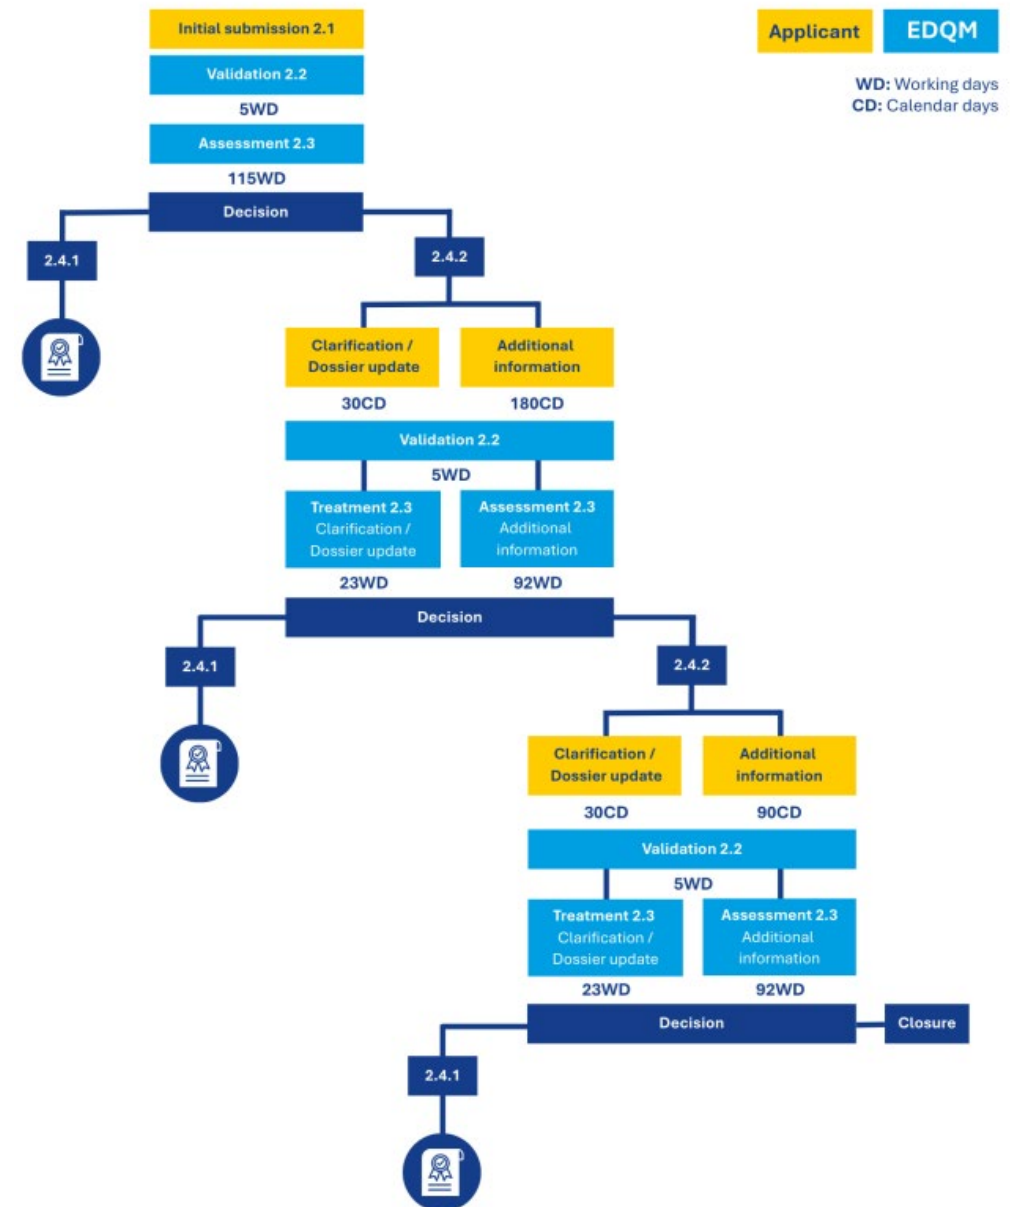 Initial submission 2.1
Applicant
EDQM
Validation 2.2
WD: Working days
5WD
CD: Calendar days
Assessment 2.3
115WD
Decision
2.4.1
2.4.2
Clarification /
Dossier update
Additional
information
30CD
180CD
Validation 2.2
5WD
Treatment 2.3
Clarification /
Dossier update
Assessment 2.3
Additional
information
23WD
92WD
Decision
2.4.1
2.4.2
Clarification /
Dossier update
Additional
information
30CD
90CD
Validation 2.2
5WD
Treatment 2.3
Clarification /
Dossier update
Assessment 2.3
Additional
information
23WD
92WD
Decision
Closure
2.4.1